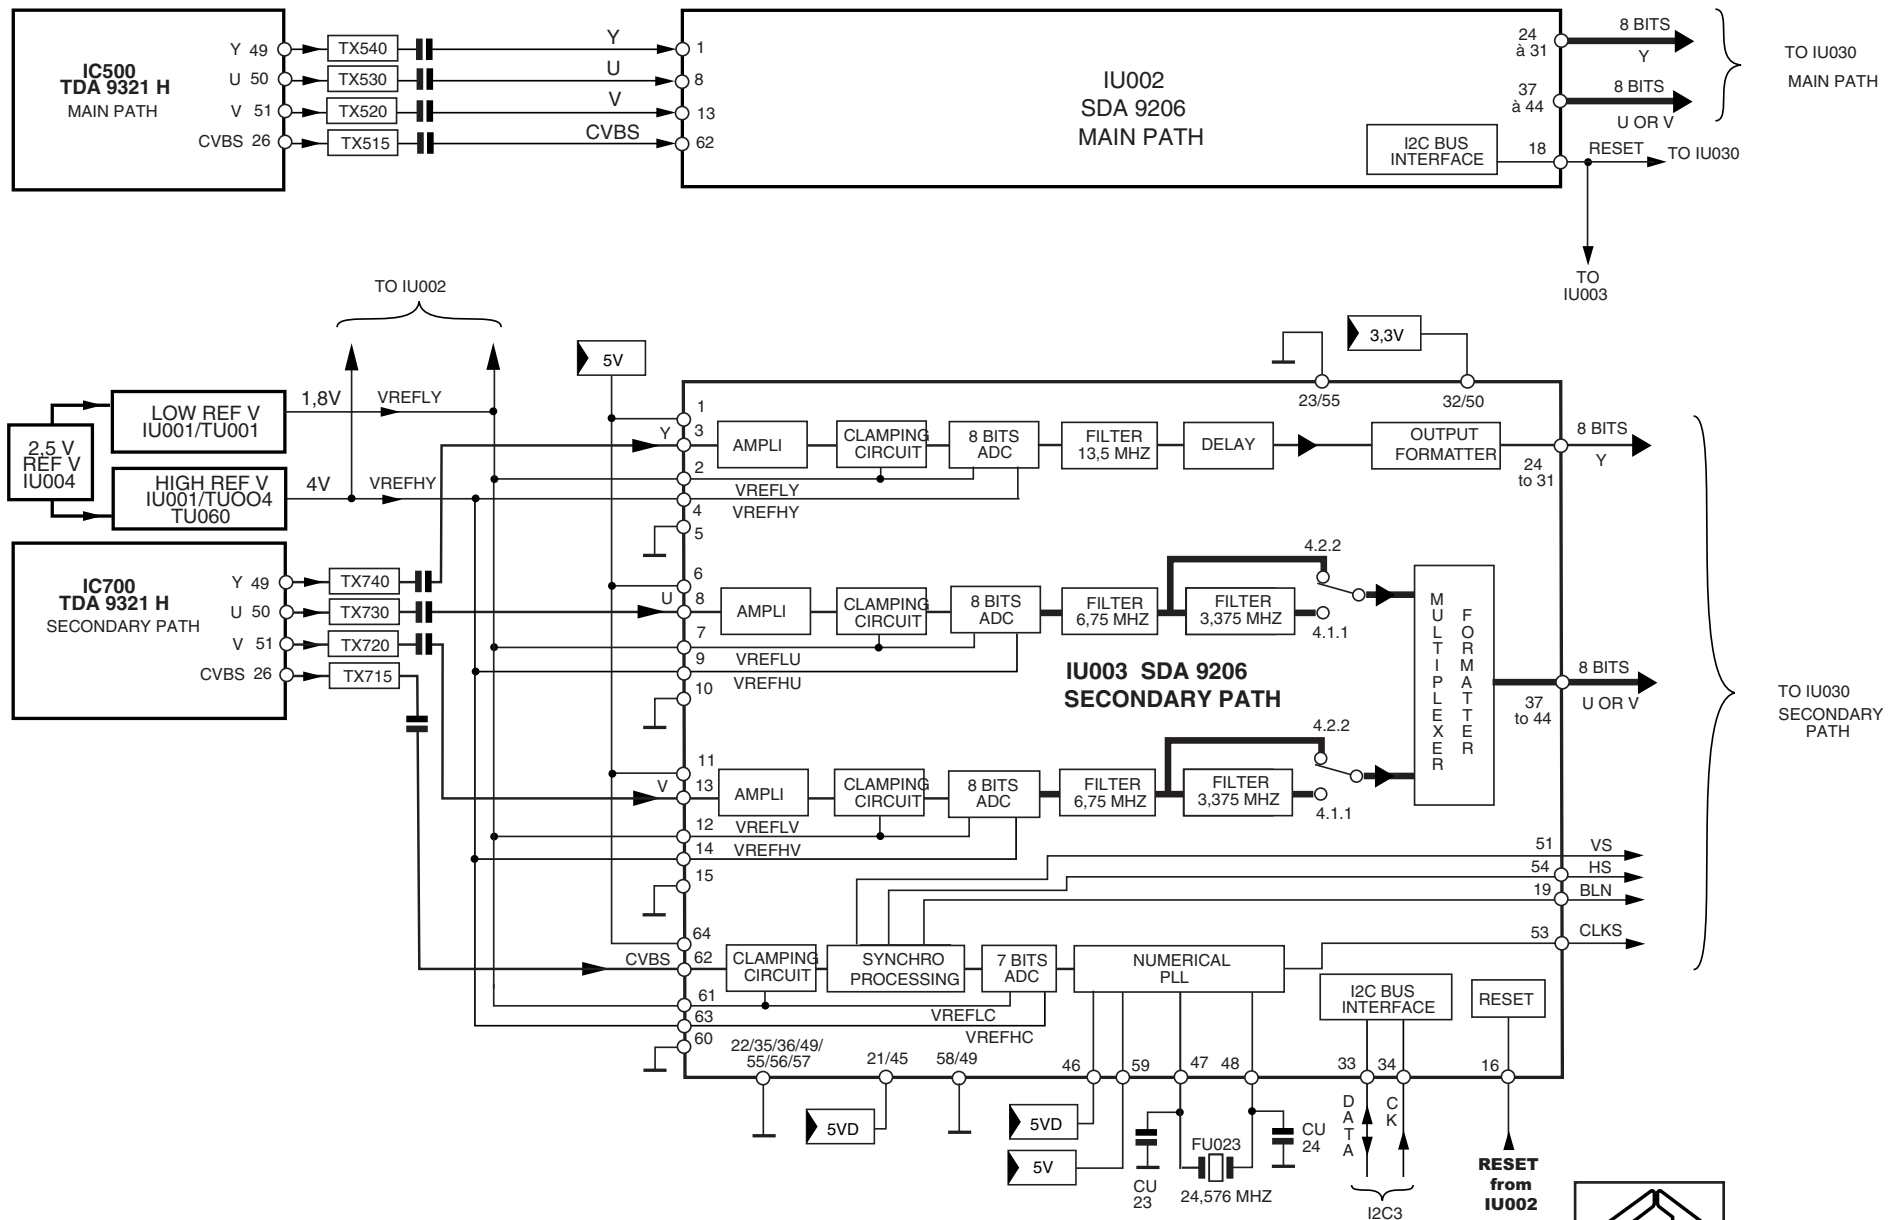 Y 49
U 50
V 51
CVBS 26
IC500
TDA 9321 H
MAIN PATH
TX540
TX530
TX520
TX515
Y
U
V
CVBS
1
8
13
62
IU002
SDA 9206
MAIN PATH
I2C BUS
INTERFACE
24
à 31
37
à 44
18
8 BITS
Y
8 BITS
U OR V
RESET
TO IU030
TO
IU003
TO IU030
MAIN PATH
TO IU002
5V
3,3V
23/55
32/50
2,5 V
REF V
IU004
LOW REF V
IU001/TU001
HIGH REF V
IU001/TUOO4
TU060
1,8V
VREFLY
4V
VREFHY
IC700
TDA 9321 H
SECONDARY PATH
Y 49
U 50
V 51
CVBS 26
TX740
TX730
TX720
TX715
Y
1
3
2
4
5
AMPLI
CLAMPING
CIRCUIT
8 BITS
ADC
FILTER
13,5 MHZ
DELAY
OUTPUT
FORMATTER
VREFLY
VREFHY
24
to 31
8 BITS
Y
U
6
8
7
9
10
AMPLI
CLAMPING
CIRCUIT
8 BITS
ADC
FILTER
6,75 MHZ
FILTER
3,375 MHZ
4.2.2
4.1.1
VREFLU
VREFHU
IU003 SDA 9206
SECONDARY PATH
MULTIPLEXER
FORMATTER
37
to 44
8 BITS
U OR V
TO IU030
SECONDARY
PATH
V
11
13
12
14
15
AMPLI
CLAMPING
CIRCUIT
8 BITS
ADC
FILTER
6,75 MHZ
FILTER
3,375 MHZ
4.2.2
4.1.1
VREFLV
VREFHV
51 VS
54 HS
19 BLN
53 CLKS
CVBS
64
62
61
63
60
CLAMPING
CIRCUIT
SYNCHRO
PROCESSING
7 BITS
ADC
NUMERICAL
PLL
I2C BUS
INTERFACE
RESET
VREFLC
VREFHC
22/35/36/49/
55/56/57
21/45
58/49
46
59
47
48
33
34
16
5VD
5VD
5V
CU
23
FU023
24,576 MHZ
CU
24
DATA
CK
I2C3
RESET
from
IU002